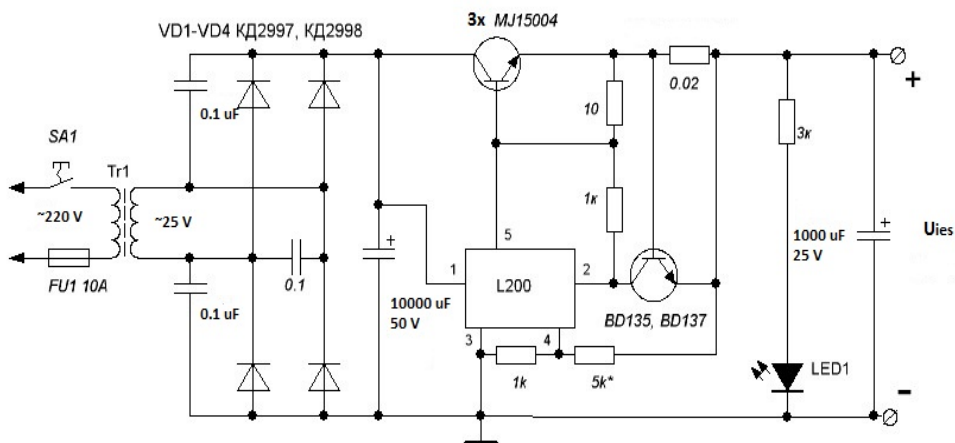 VD1-VD4 КД2997, КД2998
3x MJ15004
0.1 uF
SA1
Tr1
~220 V
~25 V
FU1 10A
0.1
0.1 uF
10000 uF
50 V
0.02
10
1к
5
1
L200
2
3
4
1k
5k*
BD135, BD137
3к
1000 uF
25 V
LED1
+
+
+
Uies
-